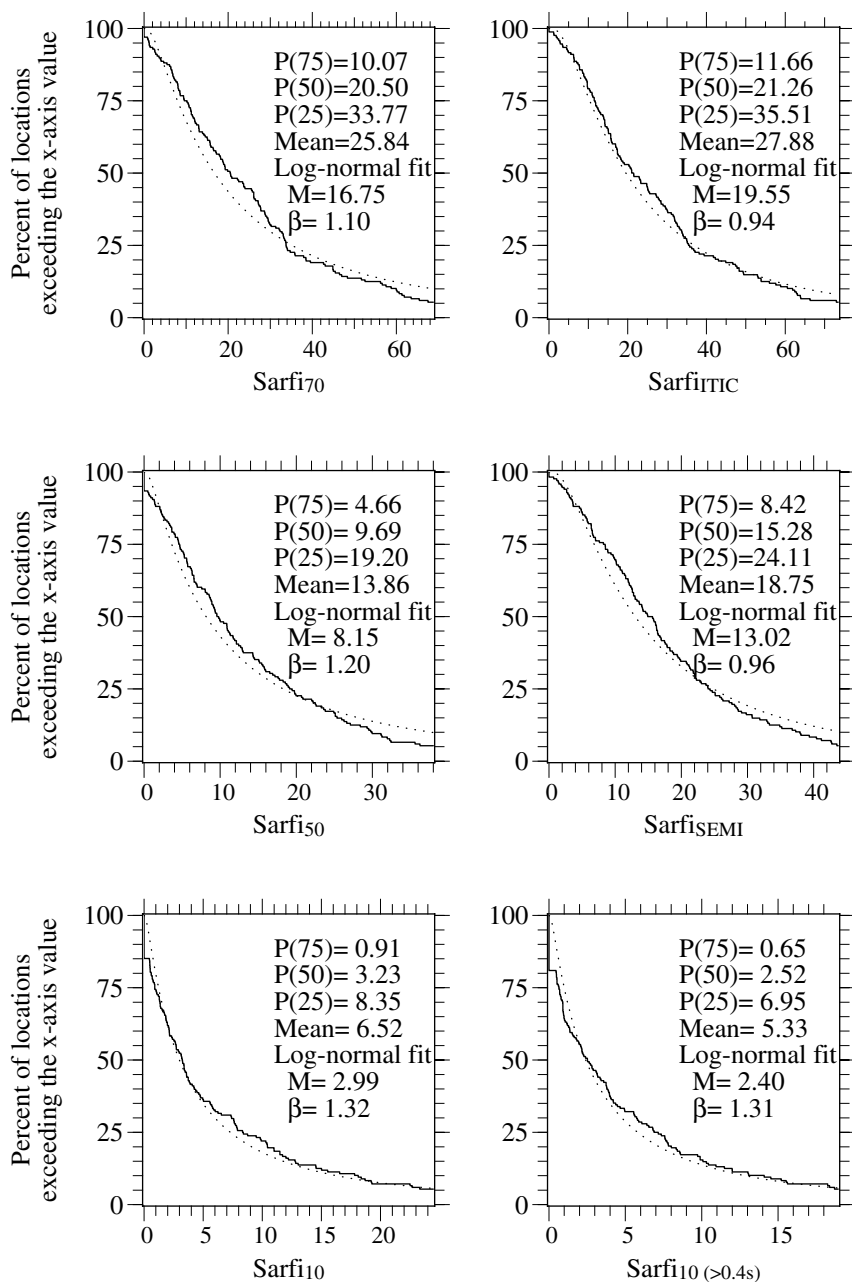 Percent of locations
exceeding the x-axis value
100
75
50
25
0
P(75)=10.07
P(50)=20.50
P(25)=33.77
Mean=25.84
Log-normal fit
M=16.75
β= 1.10
0 20 40 60
Sarfi70
100
75
50
25
0
P(75)=11.66
P(50)=21.26
P(25)=35.51
Mean=27.88
Log-normal fit
M=19.55
β= 0.94
0 20 40 60
SarfiITIC
Percent of locations
exceeding the x-axis value
100
75
50
25
0
P(75)= 4.66
P(50)= 9.69
P(25)=19.20
Mean=13.86
Log-normal fit
M= 8.15
β= 1.20
0 10 20 30
Sarfi50
100
75
50
25
0
P(75)= 8.42
P(50)=15.28
P(25)=24.11
Mean=18.75
Log-normal fit
M=13.02
β= 0.96
0 10 20 30 40
SarfiSEMI
Percent of locations
exceeding the x-axis value
100
75
50
25
0
P(75)= 0.91
P(50)= 3.23
P(25)= 8.35
Mean= 6.52
Log-normal fit
M= 2.99
β= 1.32
0 5 10 15 20
Sarfi10
100
75
50
25
0
P(75)= 0.65
P(50)= 2.52
P(25)= 6.95
Mean= 5.33
Log-normal fit
M= 2.40
β= 1.31
0 5 10 15
Sarfi10 (>0.4s)